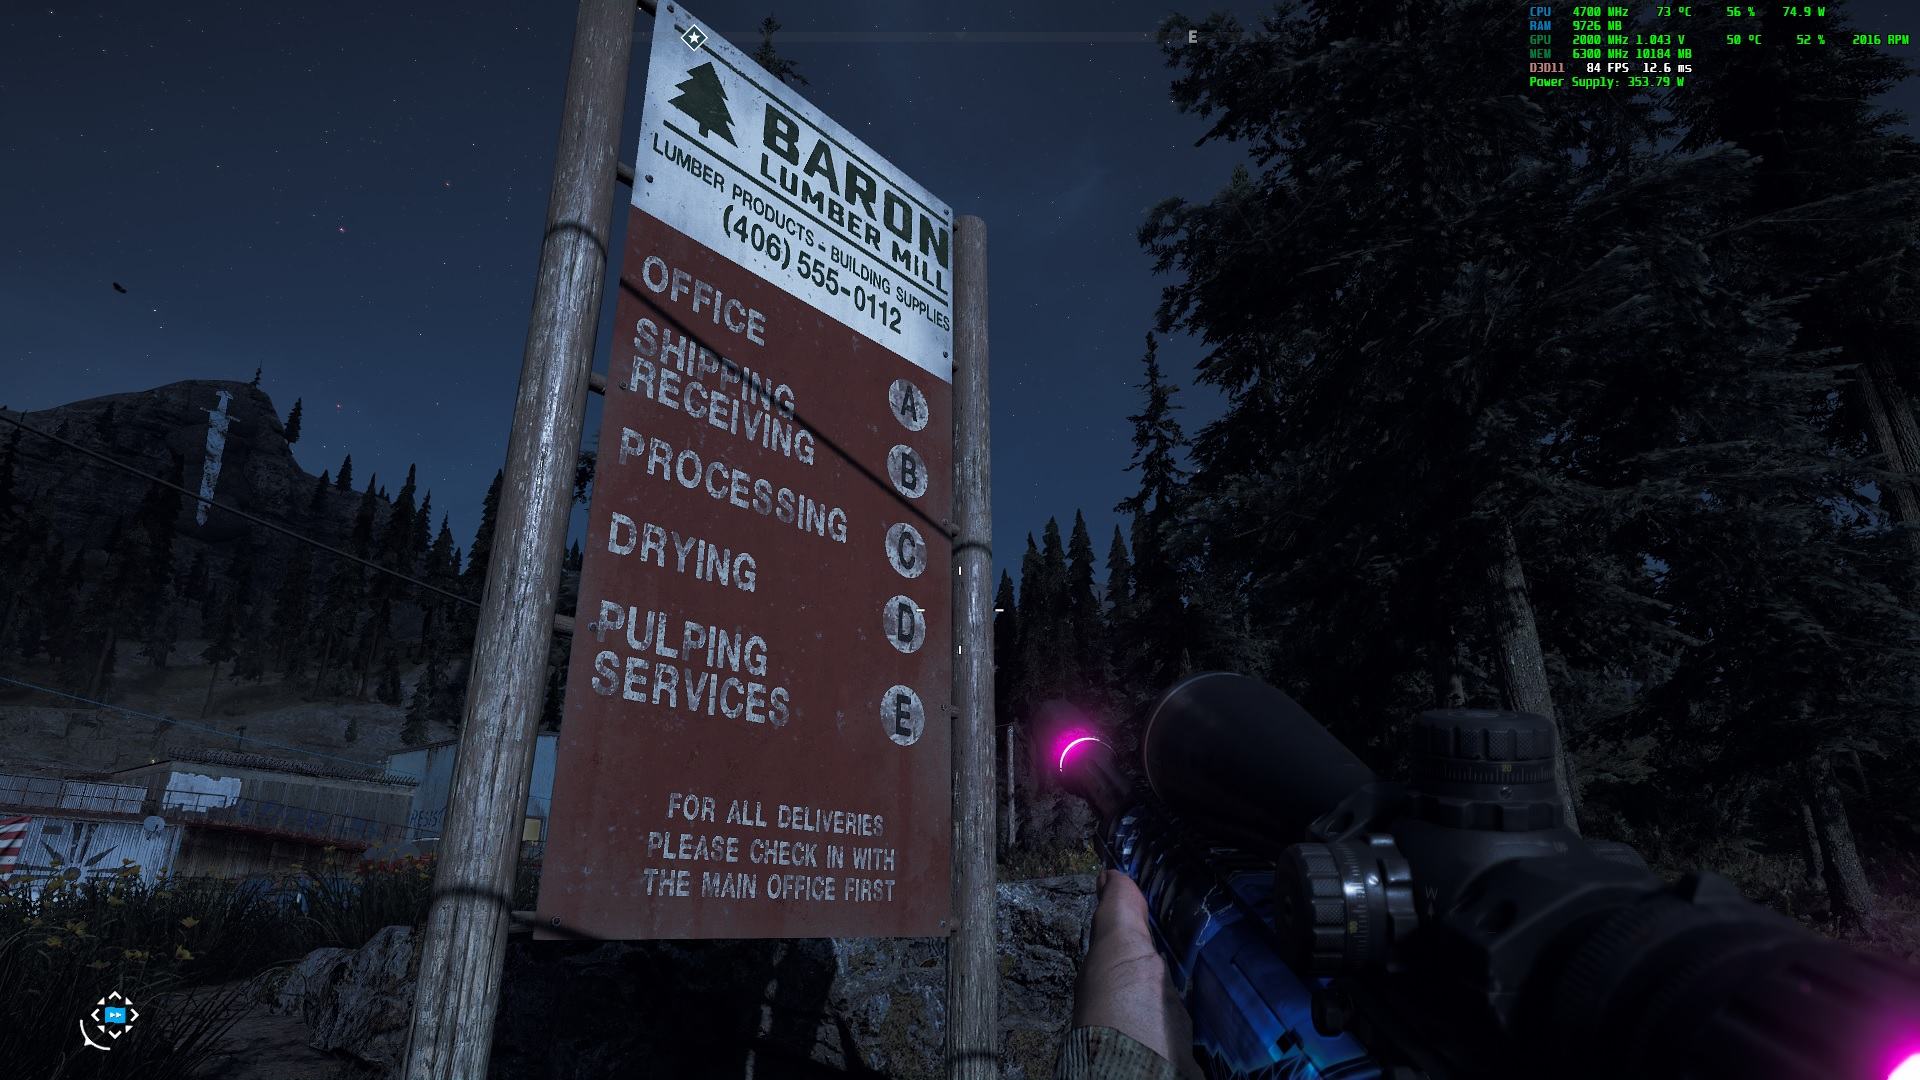 E
CPU 4700 MHz 73 ºC 56 % 74.9 W
RAM 9726 MB
GPU 2000 MHz 1.043 V 50 ºC 52 % 2016 RPM
MEM 6300 MHz 10184 MB
D3D11 84 FPS 12.6 ms
Power Supply: 353.79 W
BARON
LUMBER MILL
LUMBER PRODUCTS - BUILDING SUPPLIES
(406) 555-0112
OFFICE A
SHIPPING
RECEIVING B
PROCESSING C
DRYING D
PULPING
SERVICES E
FOR ALL DELIVERIES
PLEASE CHECK IN WITH
THE MAIN OFFICE FIRST
20
W